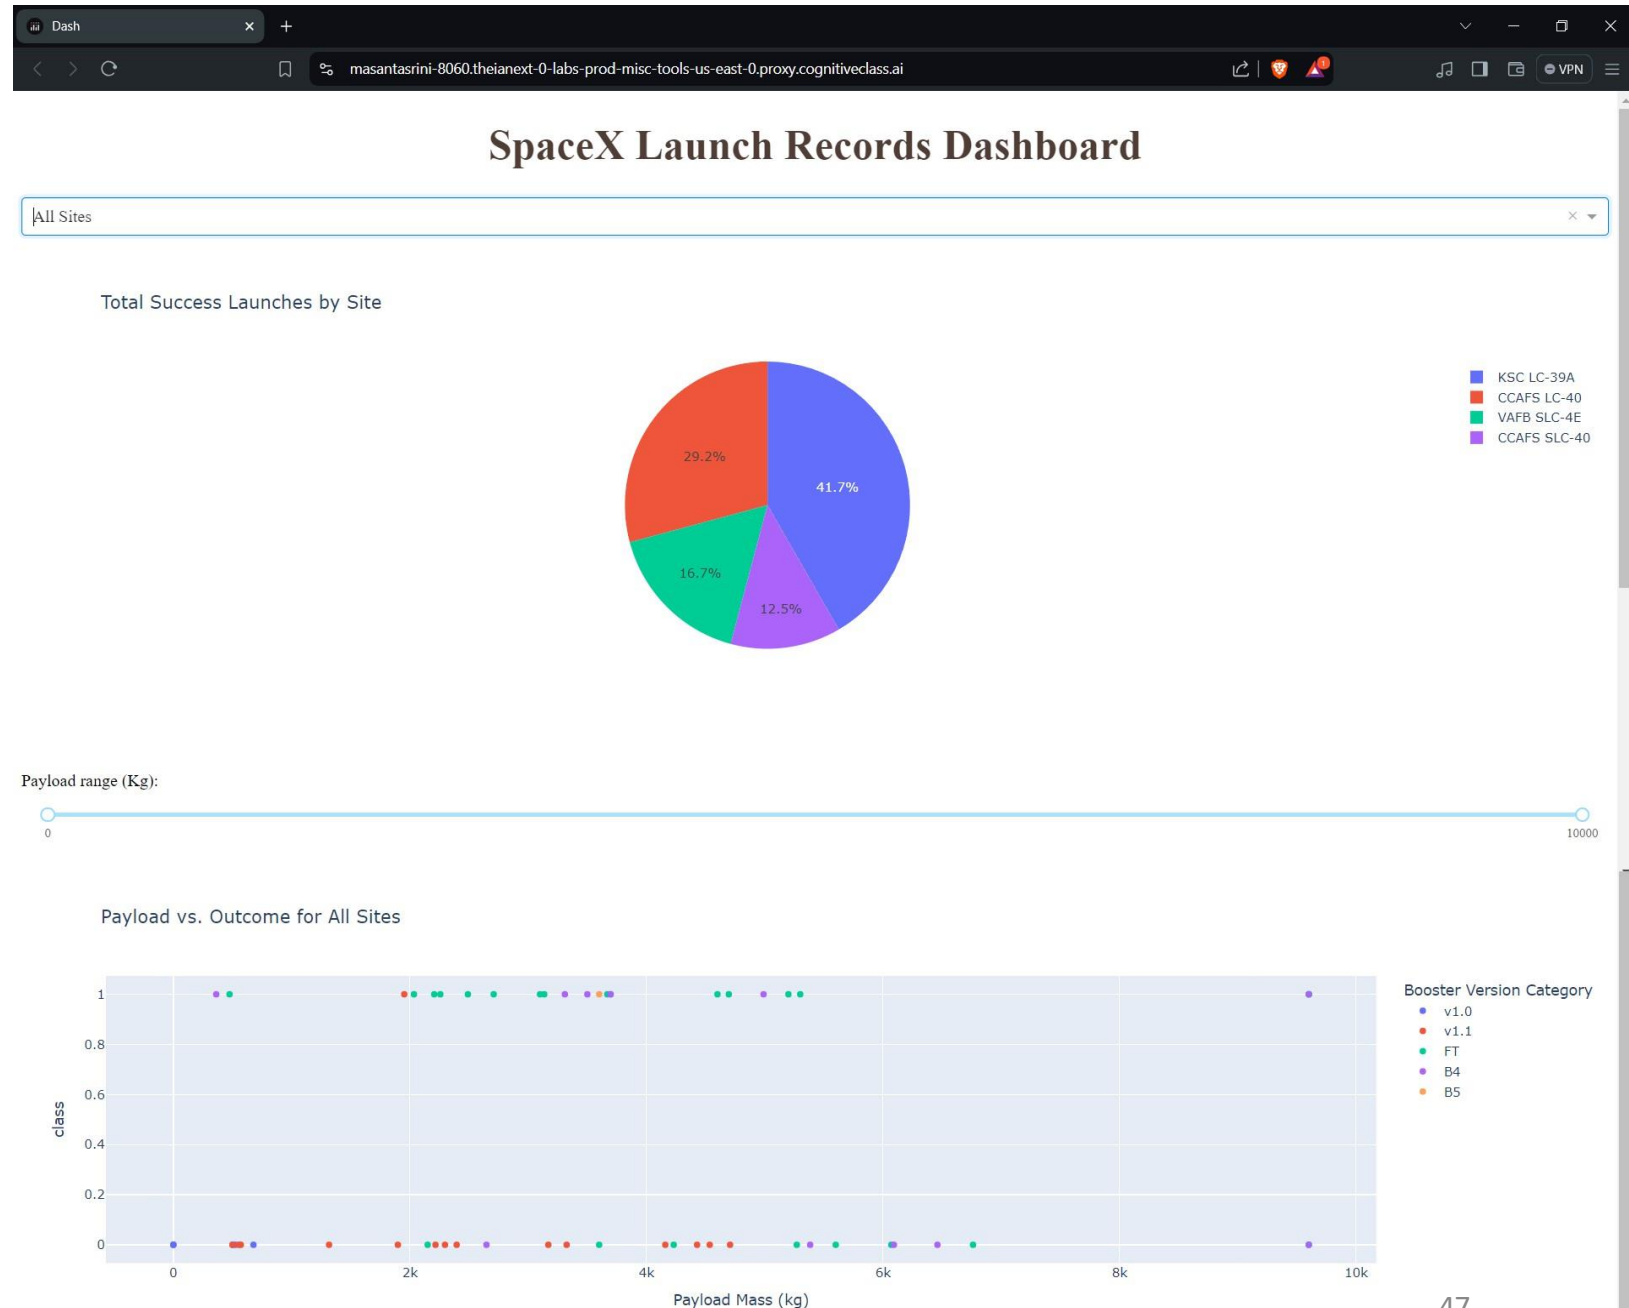 Dash
masantasrini-8060.theianext-0-labs-prod-misc-tools-us-east-0.proxy.cognitiveclass.ai
1
VPN
SpaceX Launch Records Dashboard
All Sites
Total Success Launches by Site
KSC LC-39A
CCAFS LC-40
VAFB SLC-4E
CCAFS SLC-40
29.2%
41.7%
16.7%
12.5%
Payload range (Kg):
0 10000
Payload vs. Outcome for All Sites
Booster Version Category
v1.0
v1.1
FT
B4
B5
1
0.8
0.6
0.4
0.2
0
class
0 2k 4k 6k 8k 10k
Payload Mass (kg)
47